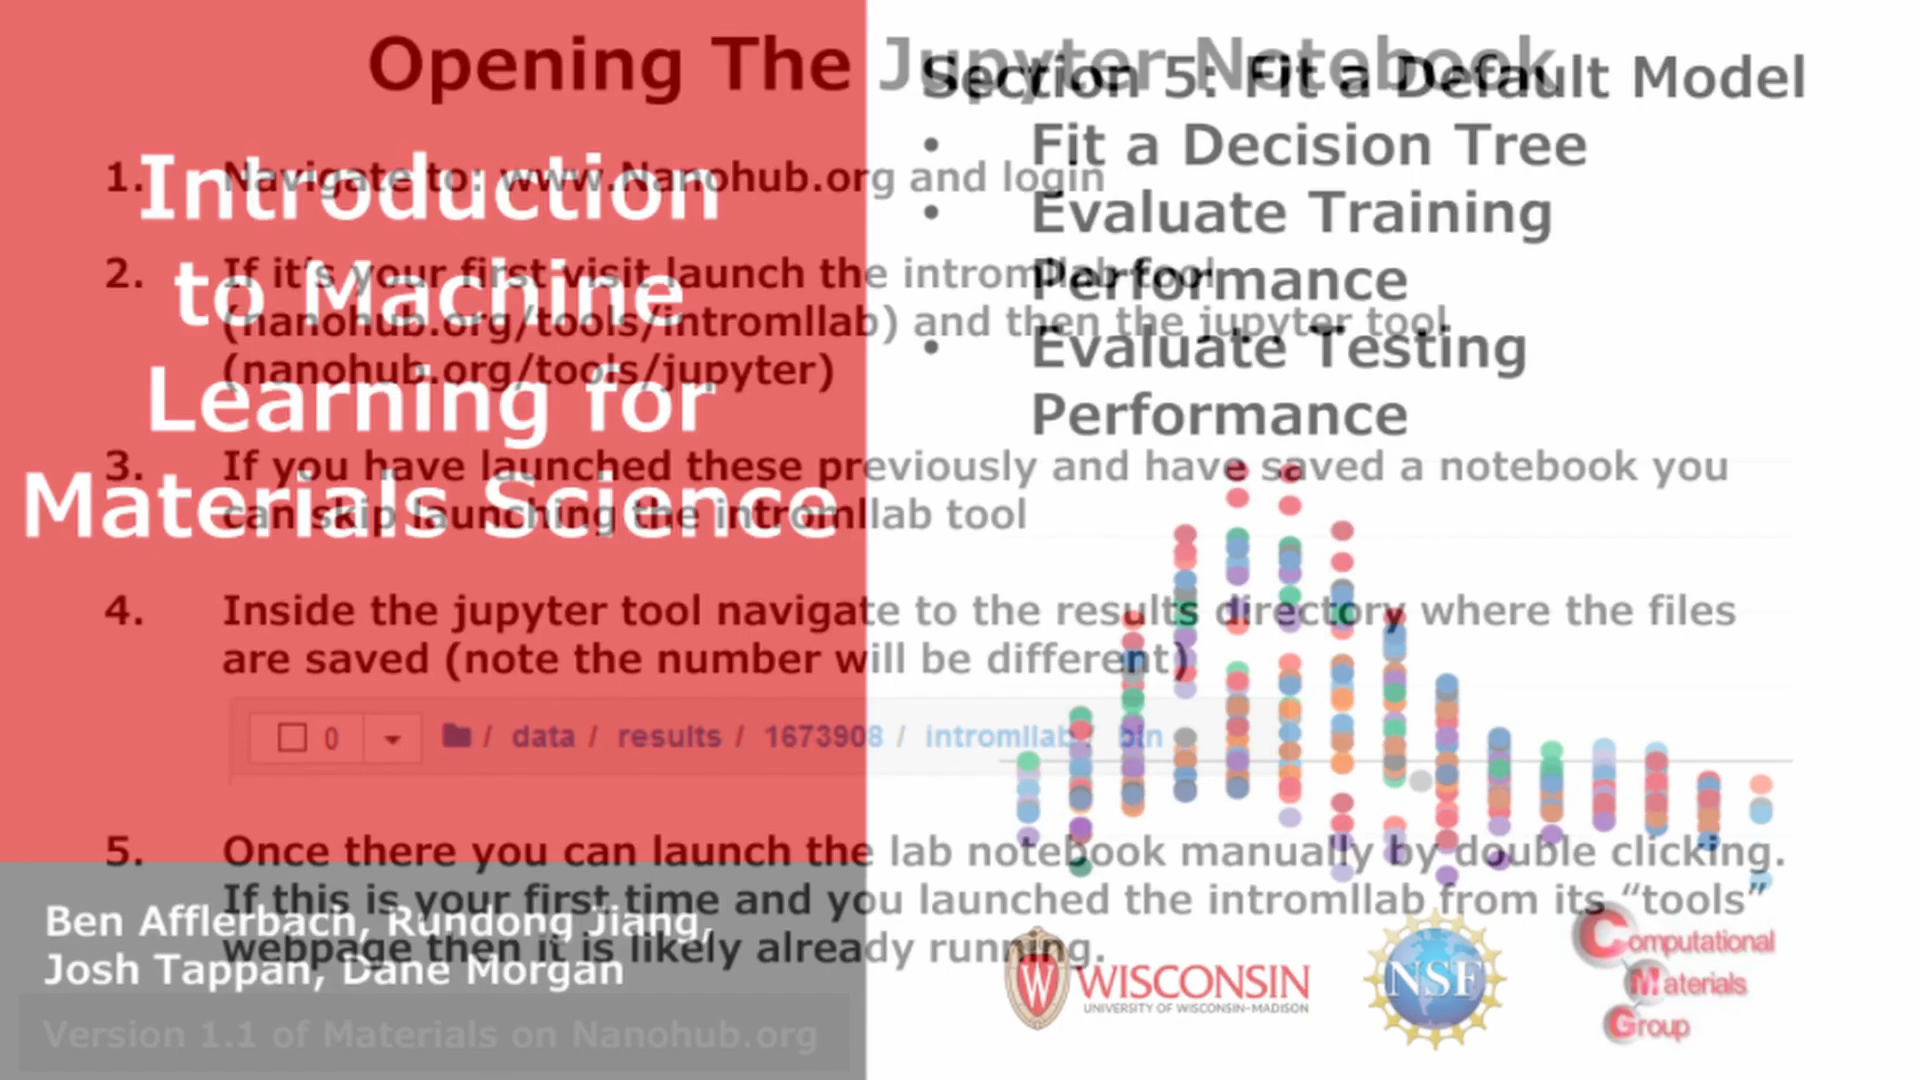 Opening The Jupyter Notebook
1. Navigate to: www.Nanohub.org and login
2. If it's your first visit launch the intromllab tool
(nanohub.org/tools/intromllab) and then the jupyter tool
(nanohub.org/tools/jupyter)
3. If you have launched these previously and have saved a notebook you
can skip launching the intromllab tool
4. Inside the jupyter tool navigate to the results directory where the files
are saved (note the number will be different)
0 / data / results / 1673908 / intromllab / bin
5. Once there you can launch the lab notebook manually by double clicking.
If this is your first time and you launched the intromllab from its “tools”
webpage then it is likely already running.
Introduction
to Machine
Learning for
Materials Science
Ben Afflerbach, Rundong Jiang,
Josh Tappan, Dane Morgan
Version 1.1 of Materials on Nanohub.org
Section 5: Fit a Default Model
• Fit a Decision Tree
• Evaluate Training
Performance
• Evaluate Testing
Performance
W WISCONSIN
UNIVERSITY OF WISCONSIN-MADISON
NSF
Computational
Materials
Group